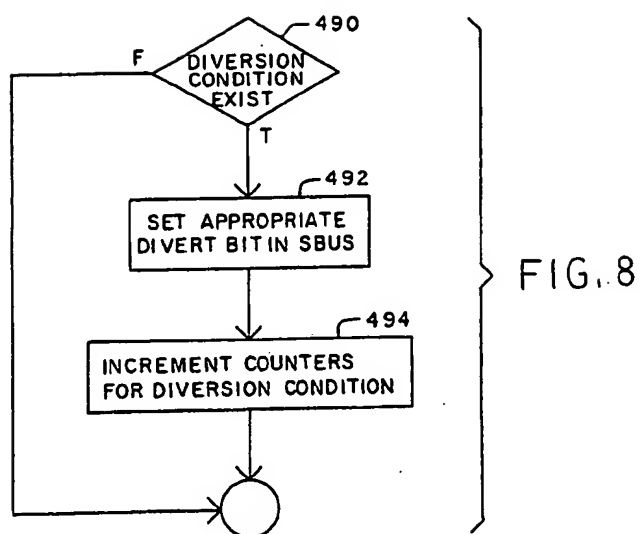 490
F
DIVERSION
CONDITION
EXIST
T
492
SET APPROPRIATE
DIVERT BIT IN SBUS
494
INCREMENT COUNTERS
FOR DIVERSION CONDITION
FIG. 8